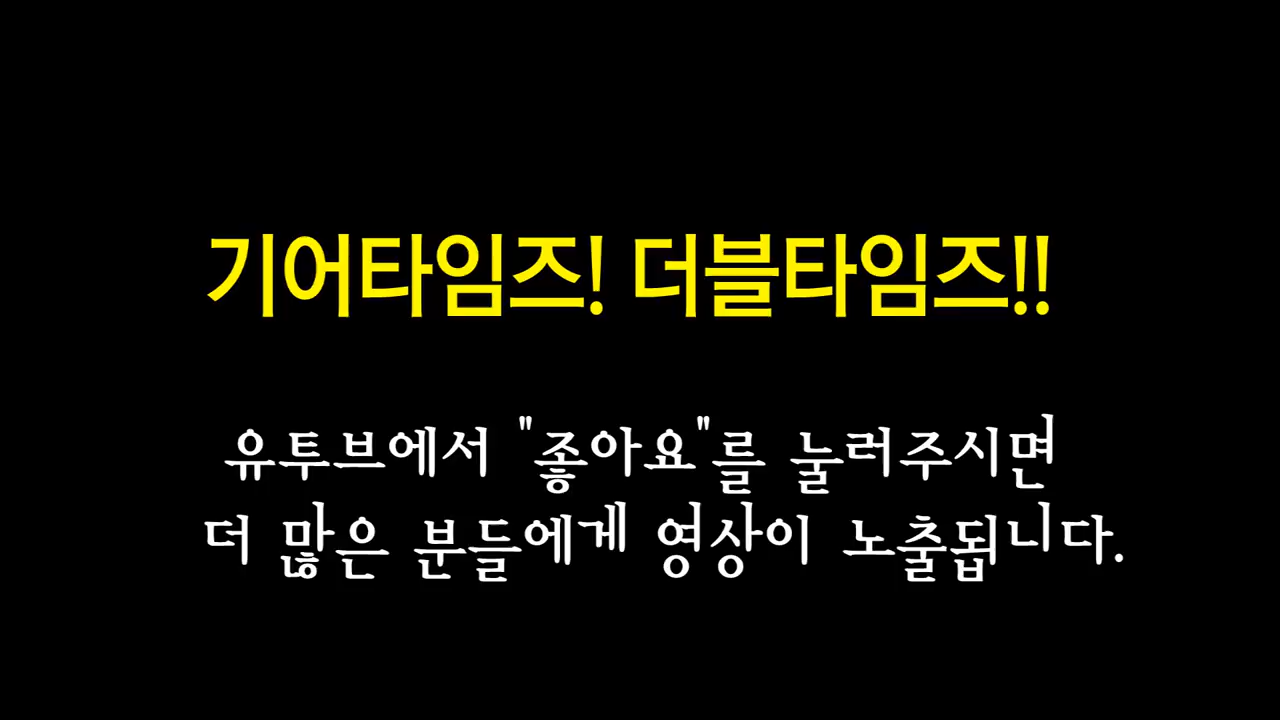 기어타임즈! 더블타임즈!!
유투브에서 "좋아요"를 눌러주시면
더 많은 분들에게 영상이 노출됩니다.